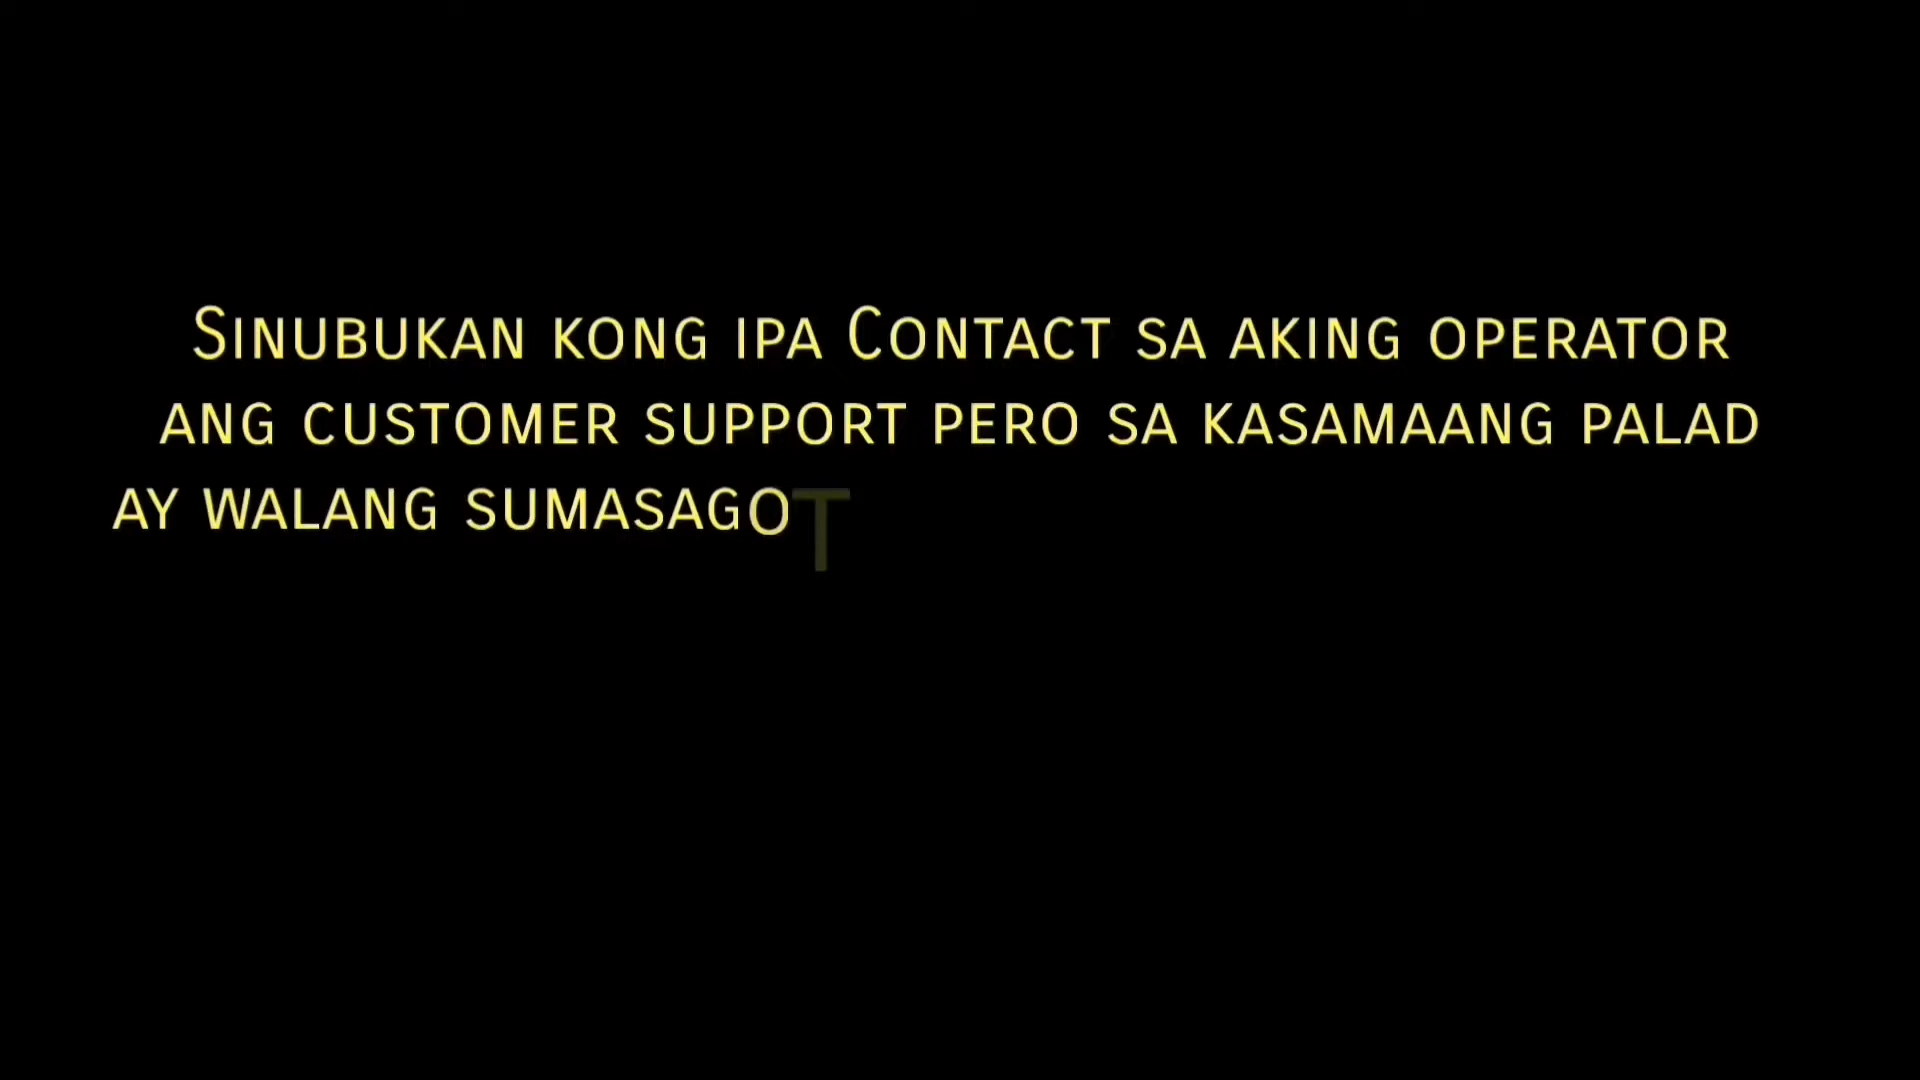 Sinubukan kong ipa Contact sa aking operator
ang customer support pero sa kasamaang palad
ay walang sumasagot